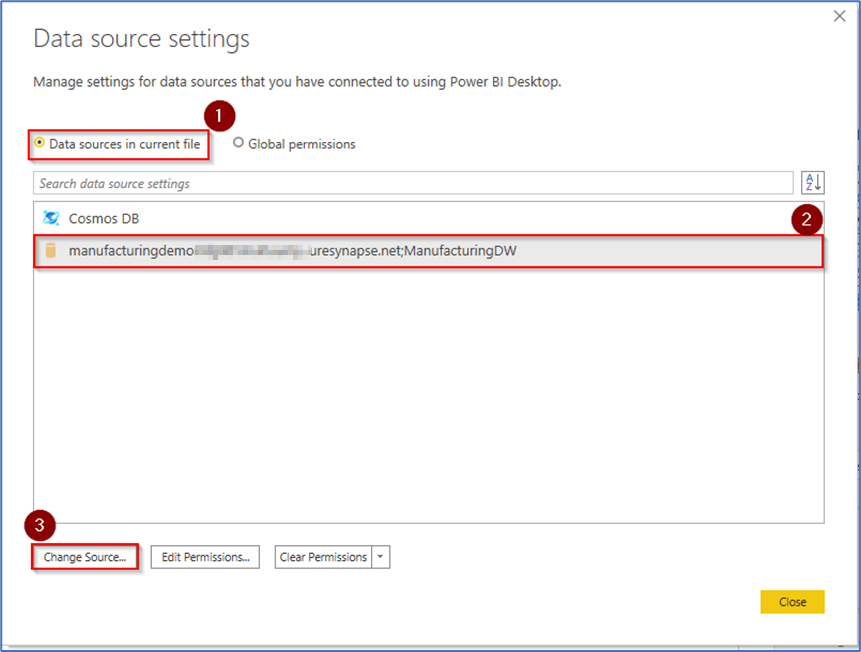 Data source settings
Manage settings for data sources that you have connected to using Power BI Desktop.
1
Data sources in current file
Global permissions
Search data source settings
A
Z
Cosmos DB
2
manufacturingdemo uresynapse.net;ManufacturingDW
3
Change Source...
Edit Permissions...
Clear Permissions
Close